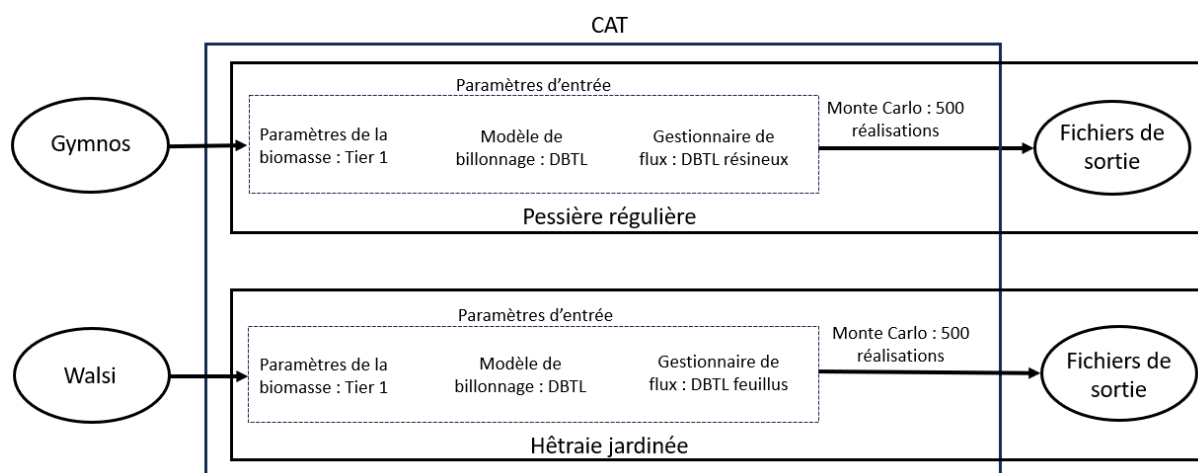 CAT
Paramètres d'entrée
Gymnos
Paramètres de la
biomasse : Tier 1
Modèle de
billonnage : DBTL
Gestionnaire de
flux : DBTL résineux
Monte Carlo : 500
réalisations
Fichiers de
sortie
Pessière régulière
Paramètres d'entrée
Walsi
Paramètres de la
biomasse : Tier 1
Modèle de
billonnage : DBTL
Gestionnaire de
flux : DBTL feuillus
Monte Carlo : 500
réalisations
Fichiers de
sortie
Hêtraie jardinée